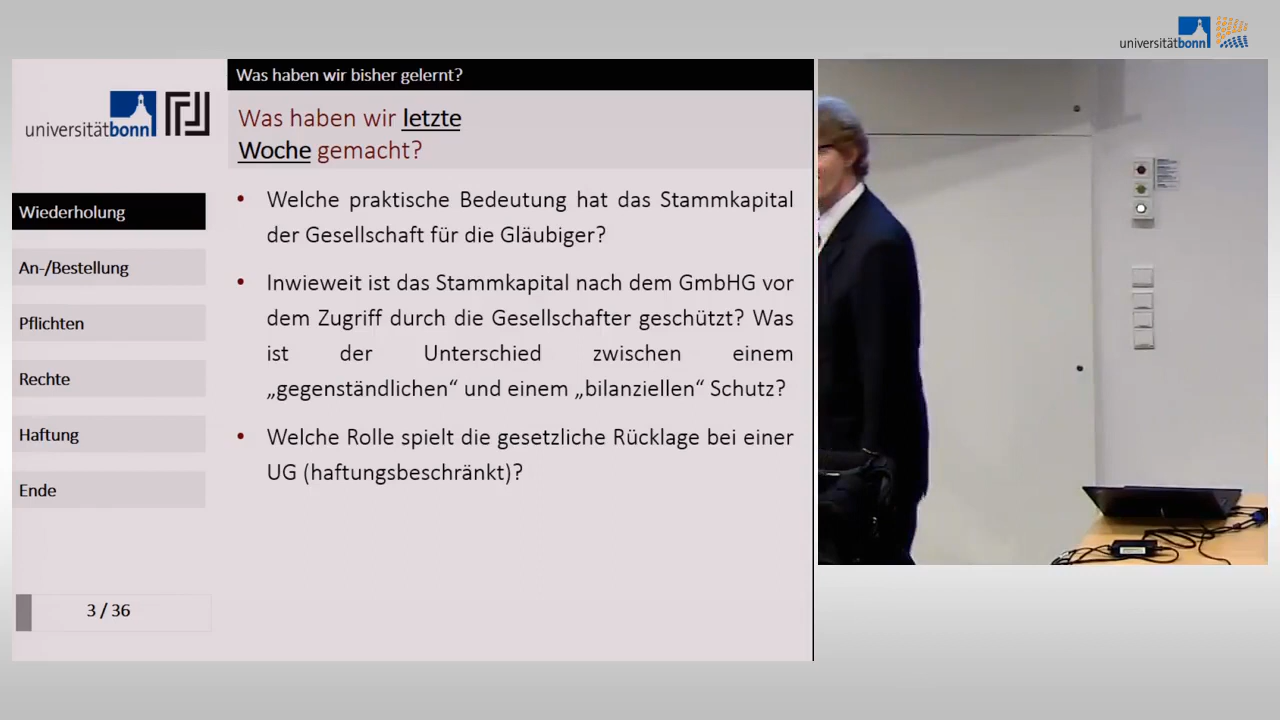 universitätbonn
Was haben wir bisher gelernt?
universitätbonn
Was haben wir letzte
Woche gemacht?
Wiederholung
An-/Bestellung
Pflichten
Rechte
Haftung
Ende
• Welche praktische Bedeutung hat das Stammkapital
der Gesellschaft für die Gläubiger?
• Inwieweit ist das Stammkapital nach dem GmbHG vor
dem Zugriff durch die Gesellschafter geschützt? Was
ist der Unterschied zwischen einem
„gegenständlichen“ und einem „bilanziellen“ Schutz?
• Welche Rolle spielt die gesetzliche Rücklage bei einer
UG (haftungsbeschränkt)?
3 / 36